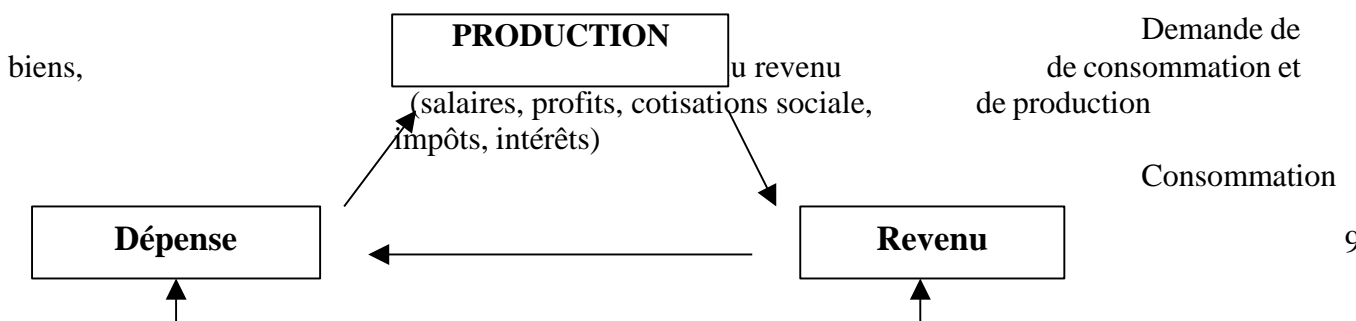 PRODUCTION Demande de
biens, u revenu de consommation et
(salaires, profits, cotisations sociale, de production
impôts, intérêts)
Consommation
Dépense Revenu 9